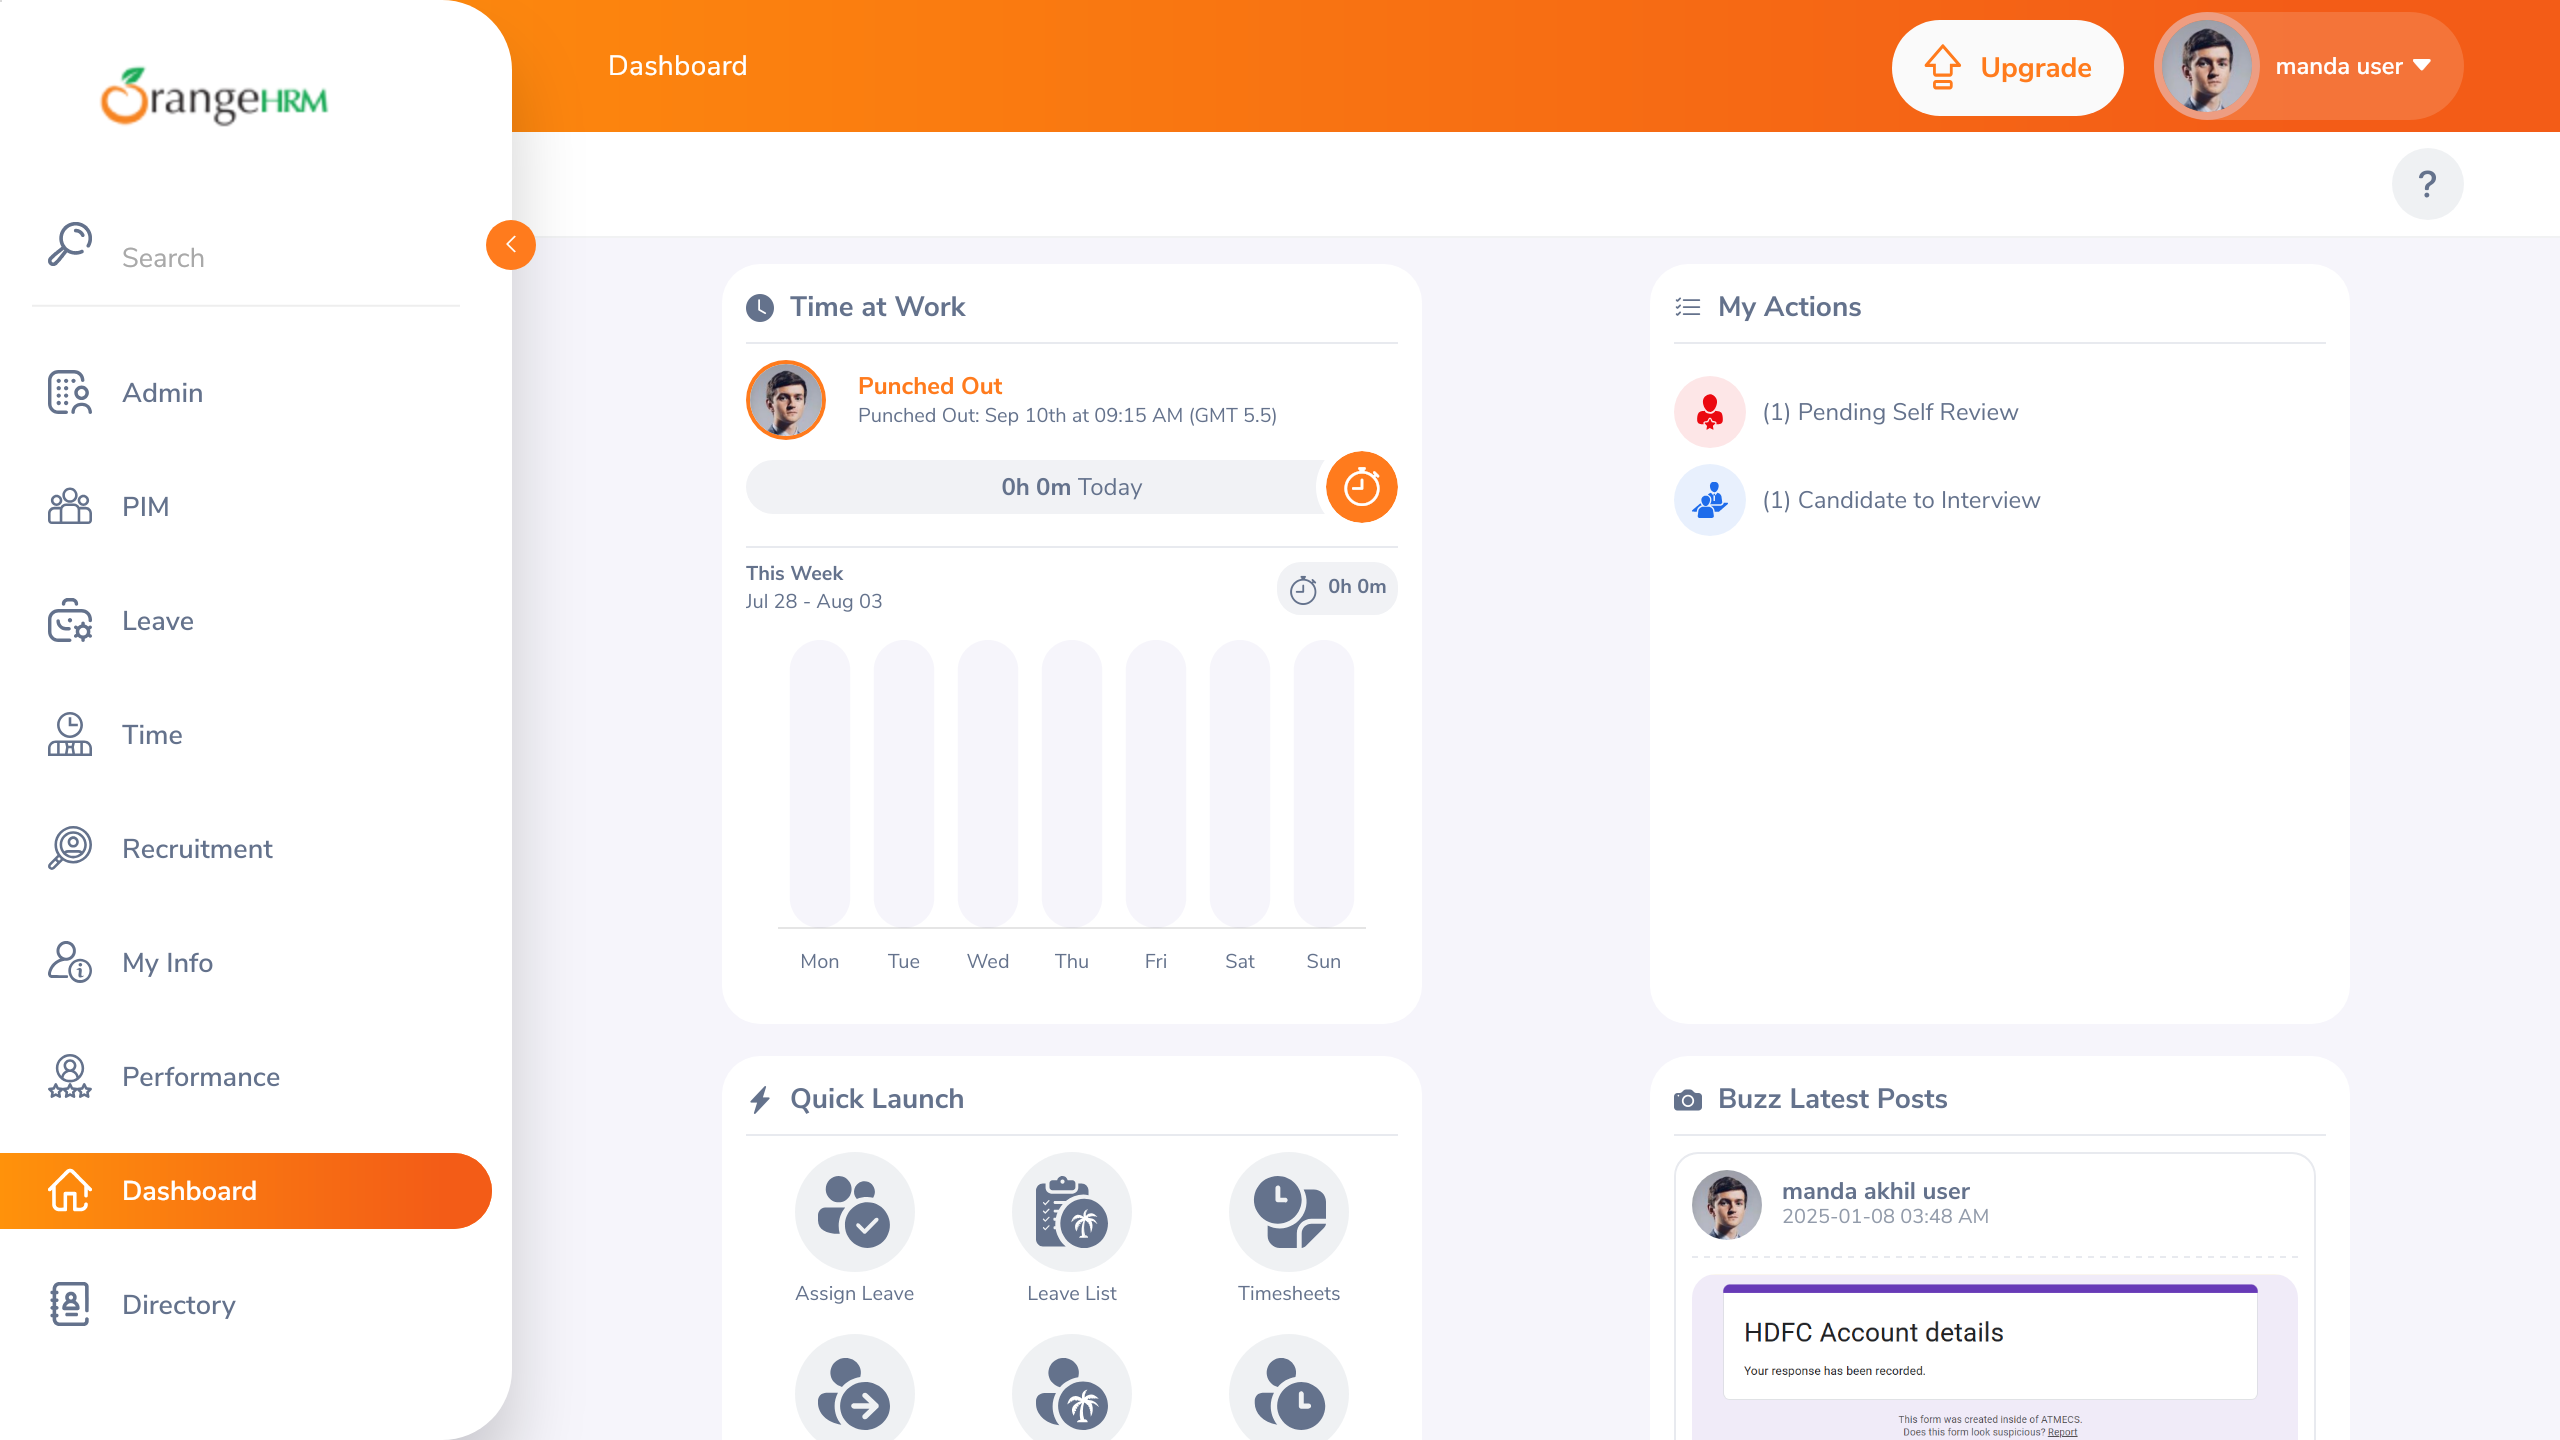 OrangeHRM
Search
Admin
PIM
Leave
Time
Recruitment
My Info
Performance
Dashboard
Directory
Dashboard
Upgrade
manda user
?
Time at Work
Punched Out
Punched Out: Sep 10th at 09:15 AM (GMT 5.5)
0h 0m Today
This Week
Jul 28 - Aug 03
0h 0m
Mon Tue Wed Thu Fri Sat Sun
My Actions
(1) Pending Self Review
(1) Candidate to Interview
Quick Launch
Assign Leave
Leave List
Timesheets
Buzz Latest Posts
manda akhil user
2025-01-08 03:48 AM
HDFC Account details
Your response has been recorded.
This form was created inside of ATMECS.
Does this form look suspicious? Report